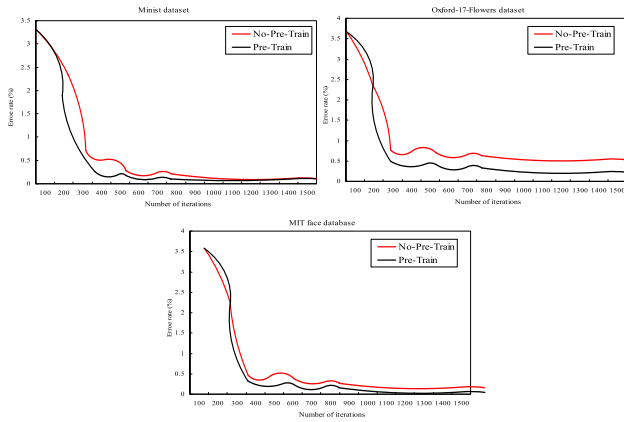 Minist dataset
3.5
3
2.5
2
1.5
1
0.5
0
Erroe rate (%)
No-Pre-Train
Pre-Train
100 200 300 400 500 600 700 800 900 1000 1100 1200 1300 1400 1500
Number of iterations
Oxford-17-Flowers dataset
4
3.5
3
2.5
2
1.5
1
0.5
0
Erroe rate (%)
No-Pre-Train
Pre-Train
100 200 300 400 500 600 700 800 900 1000 1100 1200 1300 1400 1500
Number of iterations
MIT face database
4
3.5
3
2.5
2
1.5
1
0.5
0
Erroe rate (%)
No-Pre-Train
Pre-Train
100 200 300 400 500 600 700 800 900 1000 1100 1200 1300 1400 1500
Number of iterations